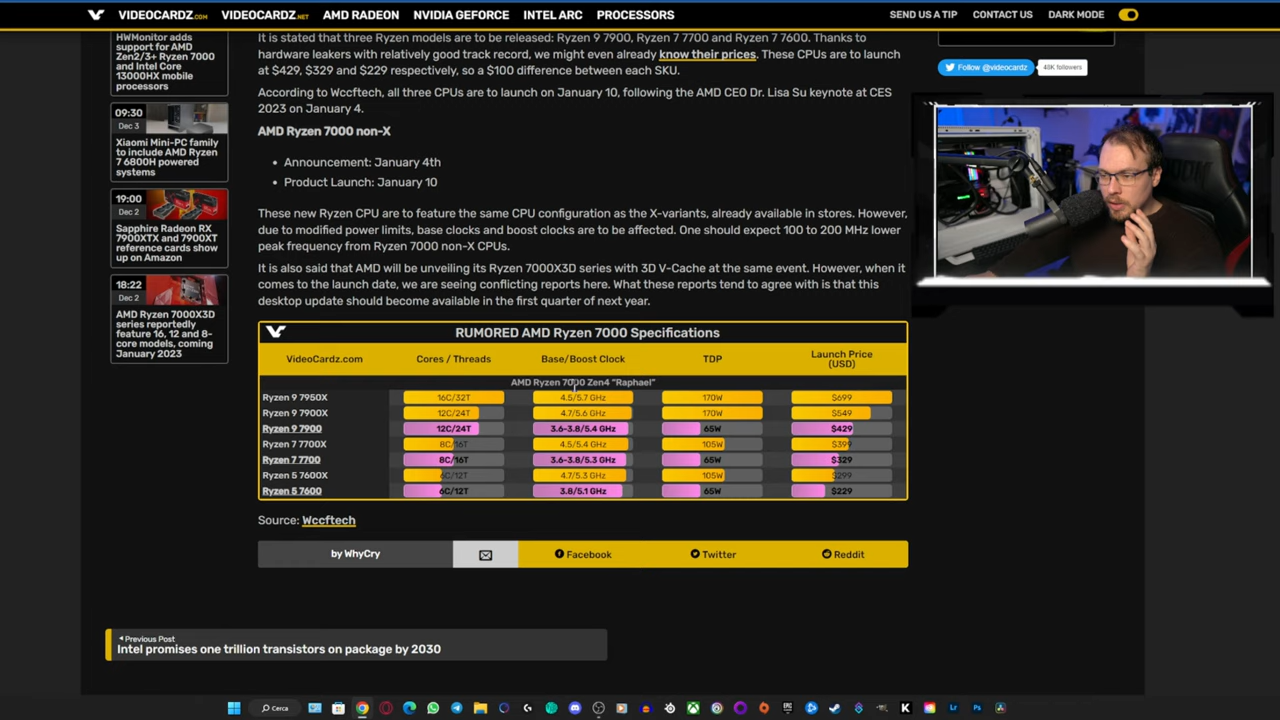 VIDEOCARDZ.COM VIDEOCARDZ.NET AMD RADEON NVIDIA GEFORCE INTEL ARC PROCESSORS SEND US A TIP CONTACT US DARK MODE
HWMonitor adds
support for AMD
Zen2/3+ Ryzen 7000
and Intel Core
13000HX mobile
processors
09:30
Dec 3
Xiaomi Mini-PC family
to include AMD Ryzen
7 6800H powered
systems
19:00
Dec 2
Sapphire Radeon RX
7900XTX and 7900XT
reference cards show
up on Amazon
18:22
Dec 2
AMD Ryzen 7000X3D
series reportedly
feature 16, 12 and 8-
core models, coming
January 2023
It is stated that three Ryzen models are to be released: Ryzen 9 7900, Ryzen 7 7700 and Ryzen 7 7600. Thanks to
hardware leakers with relatively good track record, we might even already know their prices. These CPUs are to launch
at $429, $329 and $229 respectively, so a $100 difference between each SKU.
According to Wccftech, all three CPUs are to launch on January 10, following the AMD CEO Dr. Lisa Su keynote at CES
2023 on January 4.
AMD Ryzen 7000 non-X
• Announcement: January 4th
• Product Launch: January 10
These new Ryzen CPU are to feature the same CPU configuration as the X-variants, already available in stores. However,
due to modified power limits, base clocks and boost clocks are to be affected. One should expect 100 to 200 MHz lower
peak frequency from Ryzen 7000 non-X CPUs.
It is also said that AMD will be unveiling its Ryzen 7000X3D series with 3D V-Cache at the same event. However, when it
comes to the launch date, we are seeing conflicting reports here. What these reports tend to agree with is that this
desktop update should become available in the first quarter of next year.
RUMORED AMD Ryzen 7000 Specifications
VideoCardz.com Cores / Threads Base/Boost Clock TDP Launch Price
(USD)
AMD Ryzen 7000 Zen4 "Raphael"
Ryzen 9 7950X 16C/32T 4.5/5.7 GHz 170W $699
Ryzen 9 7900X 12C/24T 4.7/5.6 GHz 170W $549
Ryzen 9 7900 12C/24T 3.6-3.8/5.4 GHz 65W $429
Ryzen 7 7700X 8C/16T 4.5/5.4 GHz 105W $399
Ryzen 7 7700 8C/16T 3.6-3.8/5.3 GHz 65W $329
Ryzen 5 7600X 6C/12T 4.7/5.3 GHz 105W $299
Ryzen 5 7600 6C/12T 3.8/5.1 GHz 65W $229
Source: Wccftech
by WhyCry Facebook Twitter Reddit
Previous Post
Intel promises one trillion transistors on package by 2030
Follow @videocardz 48K followers
Cerca